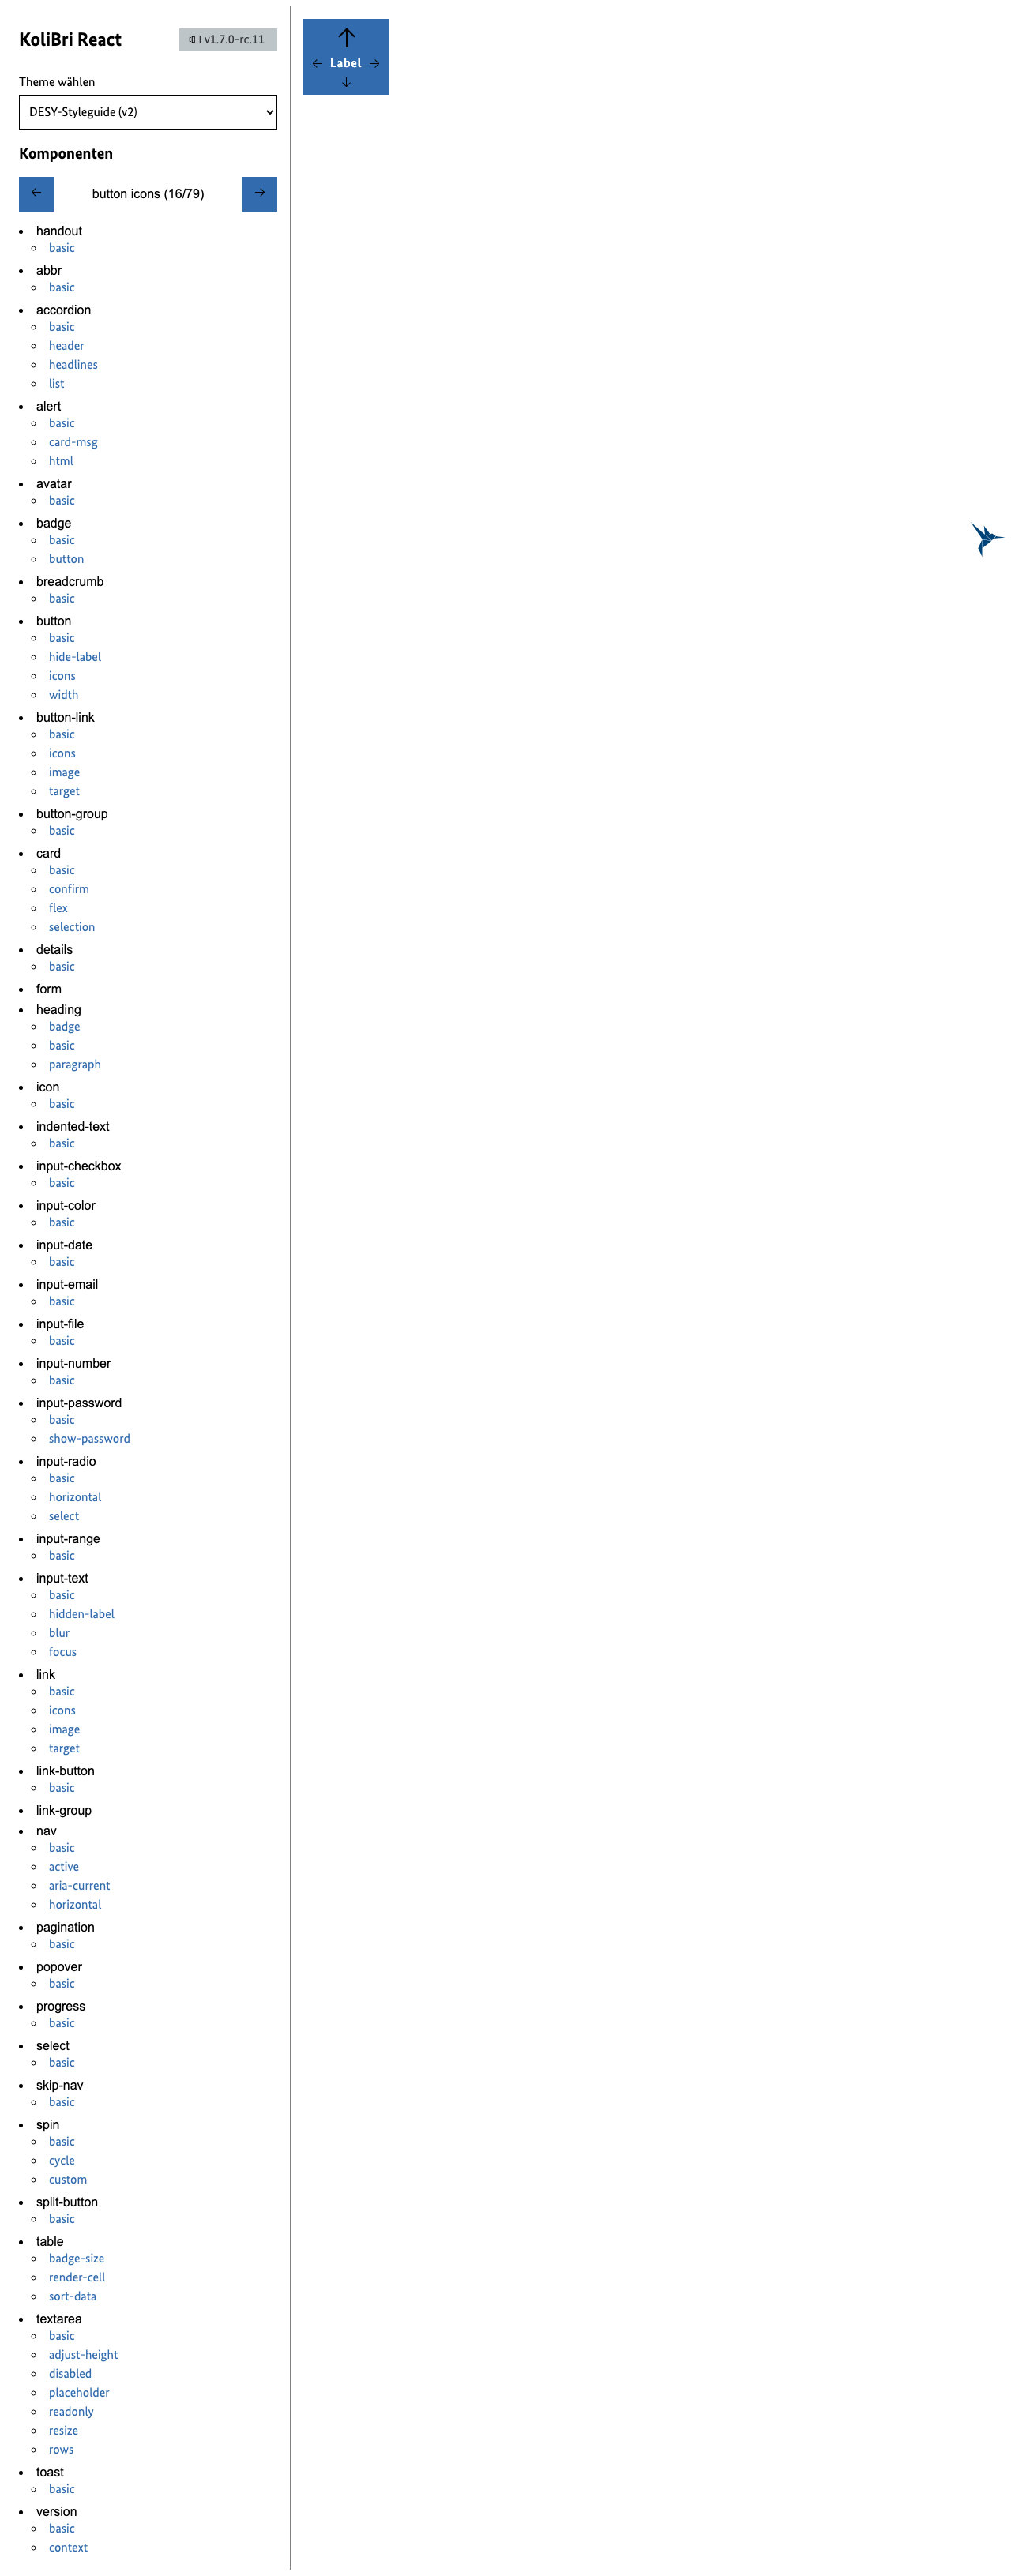 KoliBri React
v1.7.0-rc.11
Theme wählen
DESY-Styleguide (v2)
Komponenten
button icons (16/79)
handout
basic
abbr
basic
accordion
basic
header
headlines
list
alert
basic
card-msg
html
avatar
basic
badge
basic
button
breadcrumb
basic
button
basic
hide-label
icons
width
button-link
basic
icons
image
target
button-group
basic
card
basic
confirm
flex
selection
details
basic
form
heading
badge
basic
paragraph
icon
basic
indented-text
basic
input-checkbox
basic
input-color
basic
input-date
basic
input-email
basic
input-file
basic
input-number
basic
input-password
basic
show-password
input-radio
basic
horizontal
select
input-range
basic
input-text
basic
hidden-label
blur
focus
link
basic
icons
image
target
link-button
basic
link-group
nav
basic
active
aria-current
horizontal
pagination
basic
popover
basic
progress
basic
select
basic
skip-nav
basic
spin
basic
cycle
custom
split-button
basic
table
badge-size
render-cell
sort-data
textarea
basic
adjust-height
disabled
placeholder
readonly
resize
rows
toast
basic
version
basic
context
Label